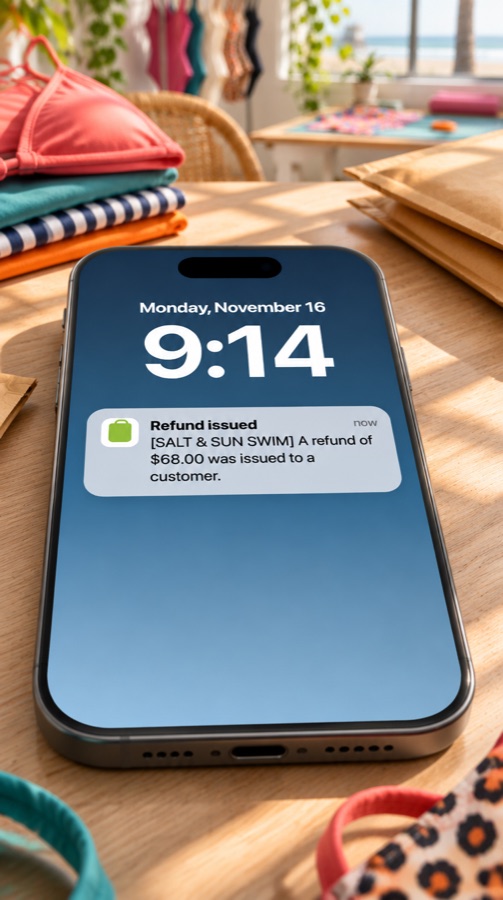 Monday, November 16
9:14
Refund issued
now
[SALT & SUN SWIM] A refund of
$68.00 was issued to a
customer.